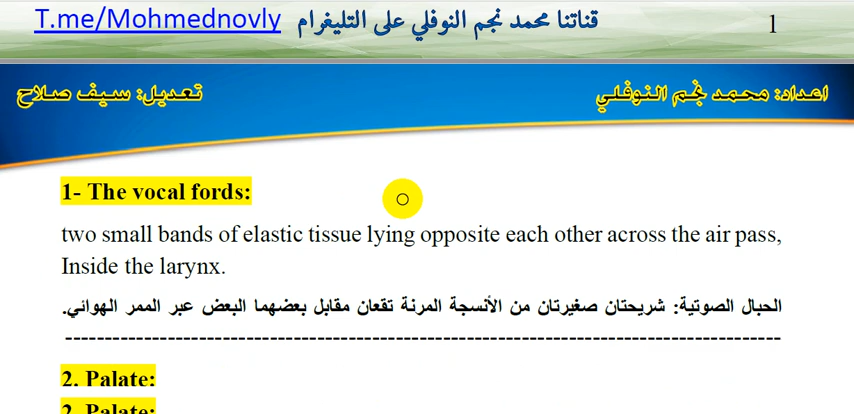 T.me/Mohmednovly قناتنا محمد نجم النوفلي على التليغرام 1
اعداد: محمد نجم النوفلي
تعديل: سيف صلاح
1- The vocal fords:
two small bands of elastic tissue lying opposite each other across the air pass,
Inside the larynx.
الحبال الصوتية: شريحتان صغيرتان من الأنسجة المرنة تقعان مقابل بعضهما البعض عبر الممر الهوائي.
2. Palate:
2. Palate: